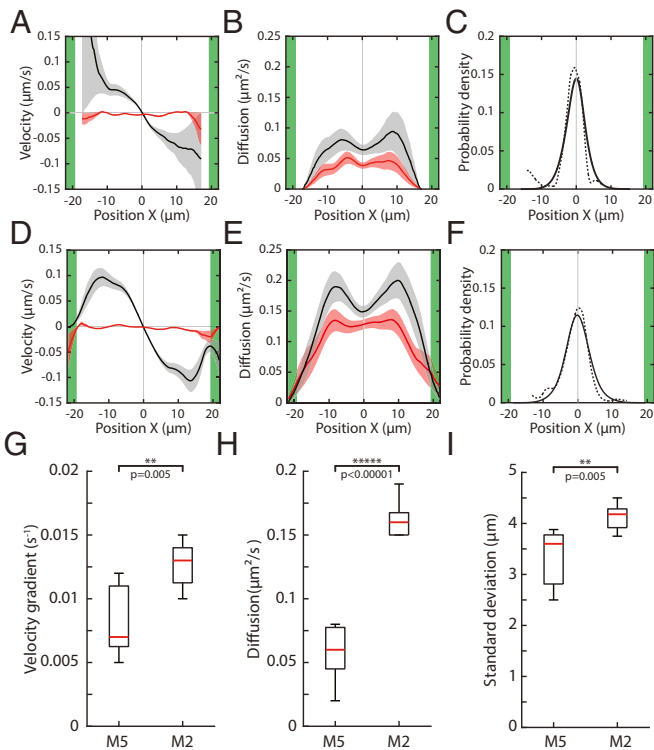 A
B
C
0.15
0.1
0.05
0
-0.05
-0.1
-0.15
Velocity (μm/s)
-20 -10 0 10 20
Position X (μm)
0.25
0.2
0.15
0.1
0.05
0
Diffusion (μm²/s)
-20 -10 0 10 20
Position X (μm)
0.2
0.15
0.1
0.05
0
Probability density
-20 -10 0 10 20
Position X (μm)
D
E
F
0.15
0.1
0.05
0
-0.05
-0.1
-0.15
Velocity (μm/s)
-20 -10 0 10 20
Position X (μm)
0.25
0.2
0.15
0.1
0.05
0
Diffusion (μm²/s)
-20 -10 0 10 20
Position X (μm)
0.2
0.15
0.1
0.05
0
Probability density
-20 -10 0 10 20
Position X (μm)
G
H
I
0.02
0.015
0.01
0.005
0
Velocity gradient (s⁻¹)
**
p=0.005
M5 M2
0.2
0.15
0.1
0.05
0
Diffusion(μm²/s)
*****
p<0.00001
M5 M2
5
4
3
2
1
0
Standard deviation (μm)
**
p=0.005
M5 M2